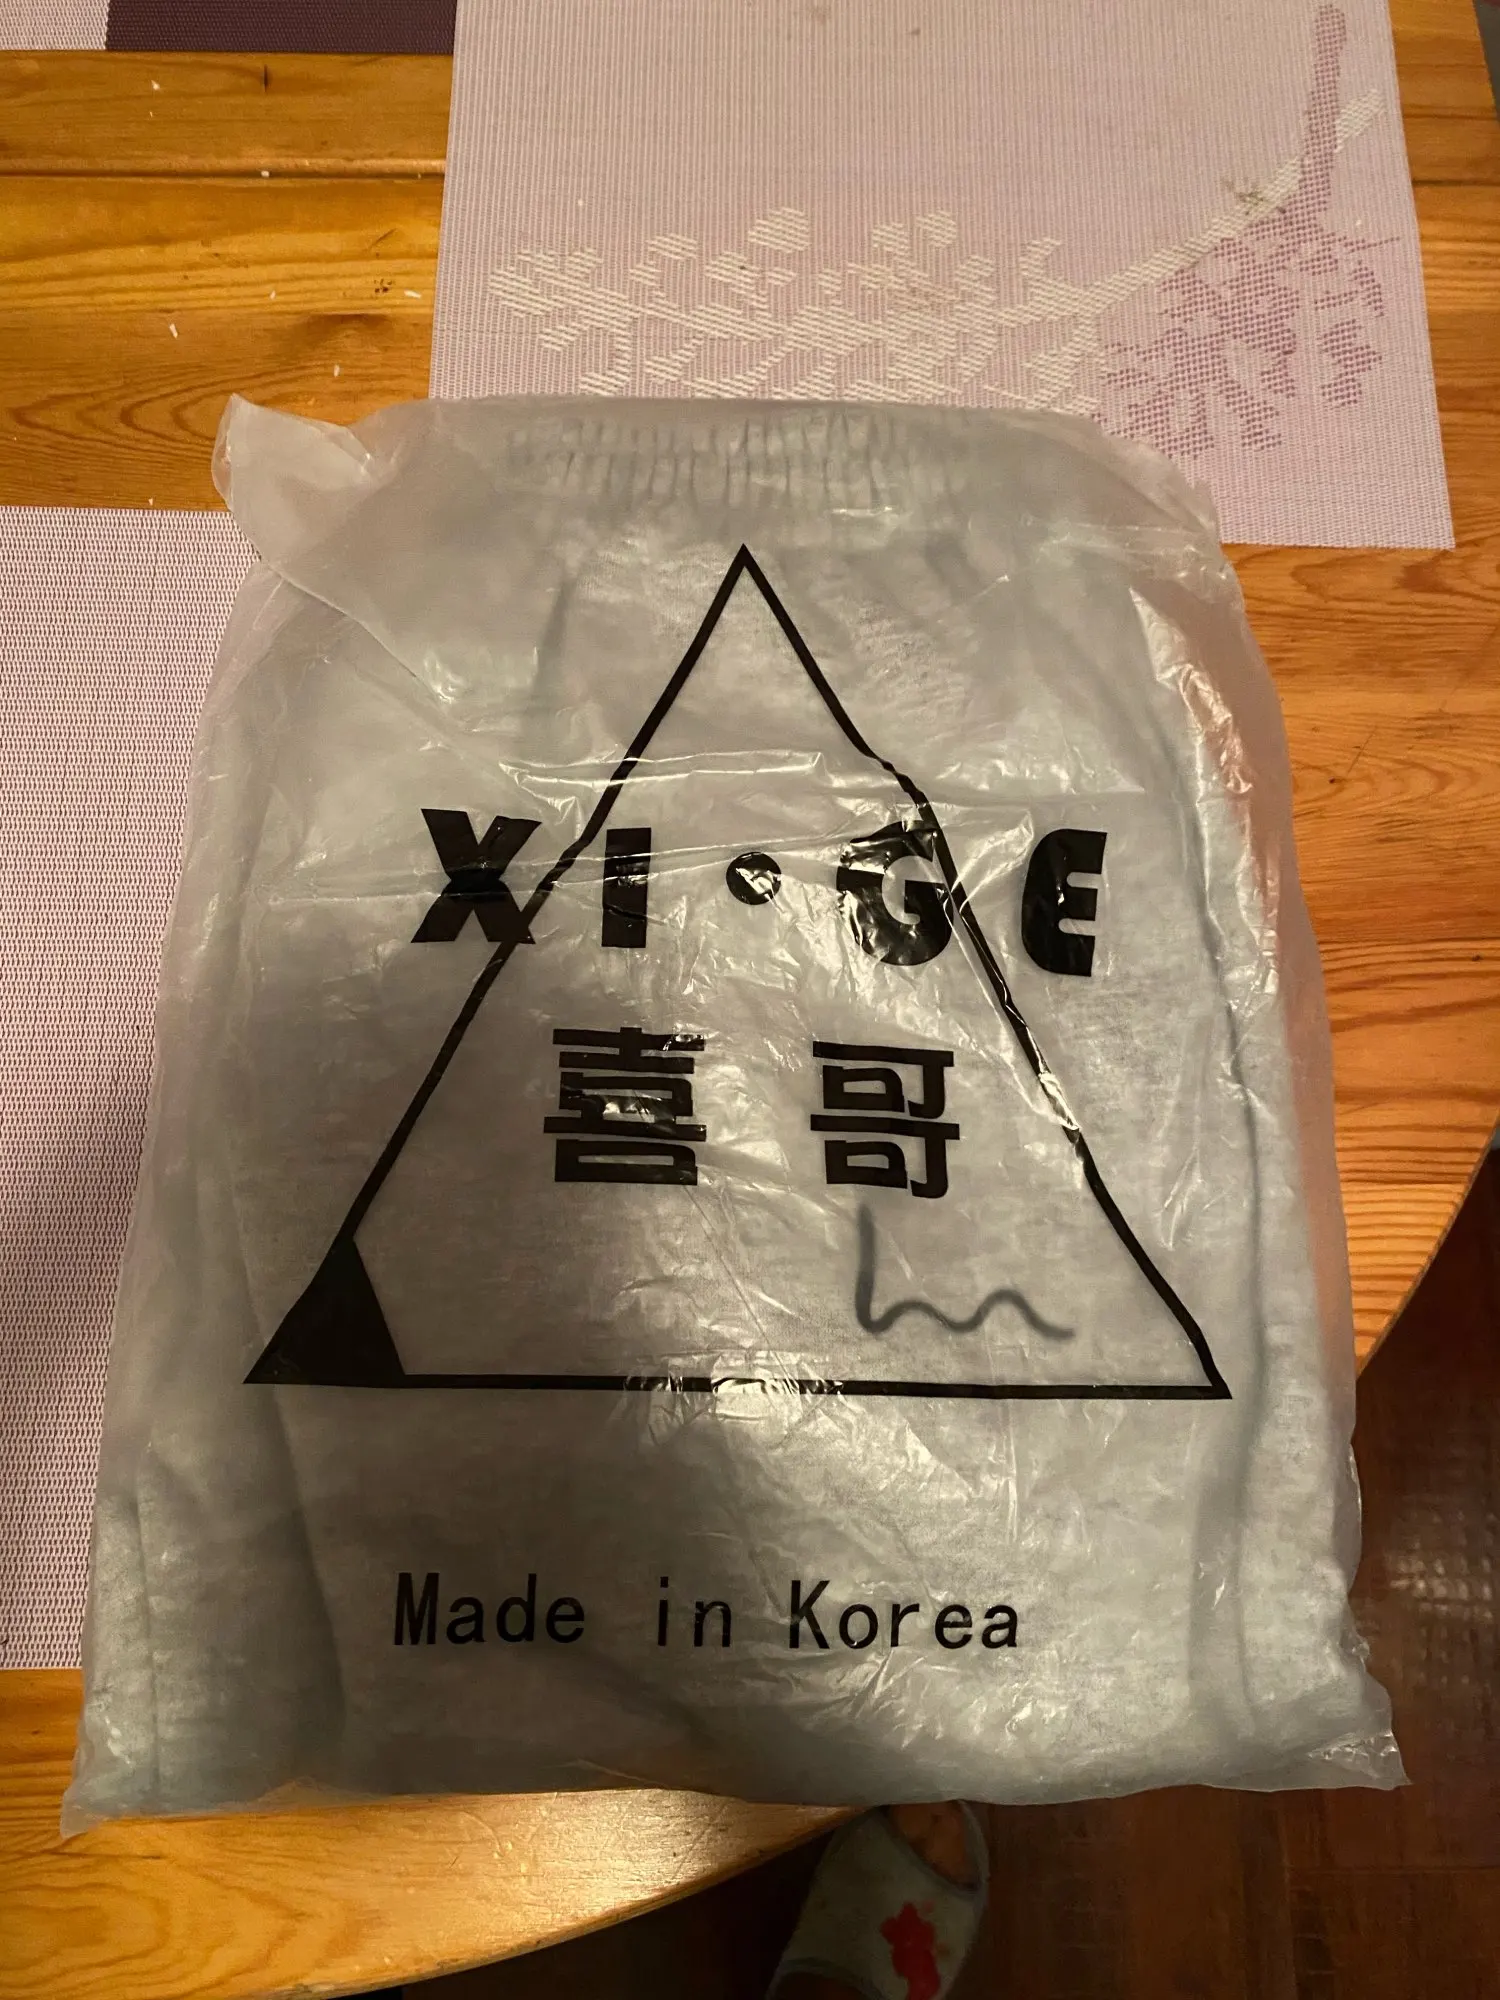 XI·GE
喜哥
Made in Korea